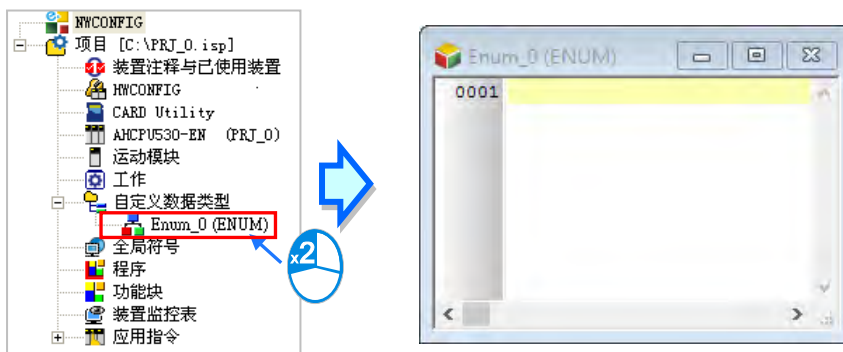 NWCONFIG
项目 [C:\PRJ_0.isp]
装置注释与已使用装置
HWCONFIG
CARD Utility
AHCPU530-EN (PRJ_0)
运动模块
工作
自定义数据类型
Enum_0 (ENUM)
全局符号
程序
功能块
装置监控表
应用指令
x2
Enum_0 (ENUM)
0001